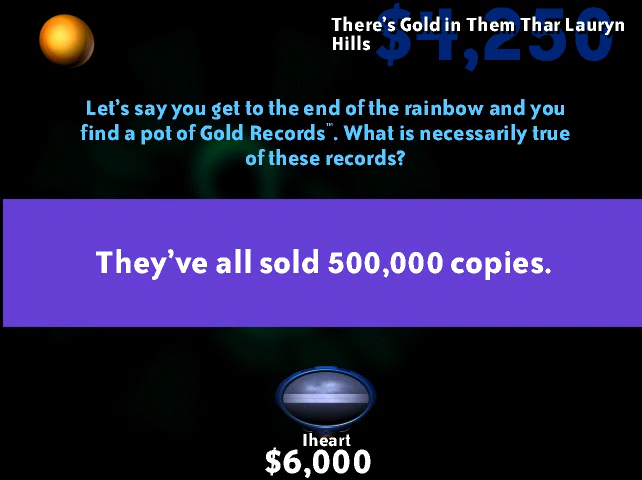 There's Gold in Them Thar Lauryn
Hills
$4,250
Let's say you get to the end of the rainbow and you
find a pot of Gold Records™. What is necessarily true
of these records?
They've all sold 500,000 copies.
Iheart
$6,000